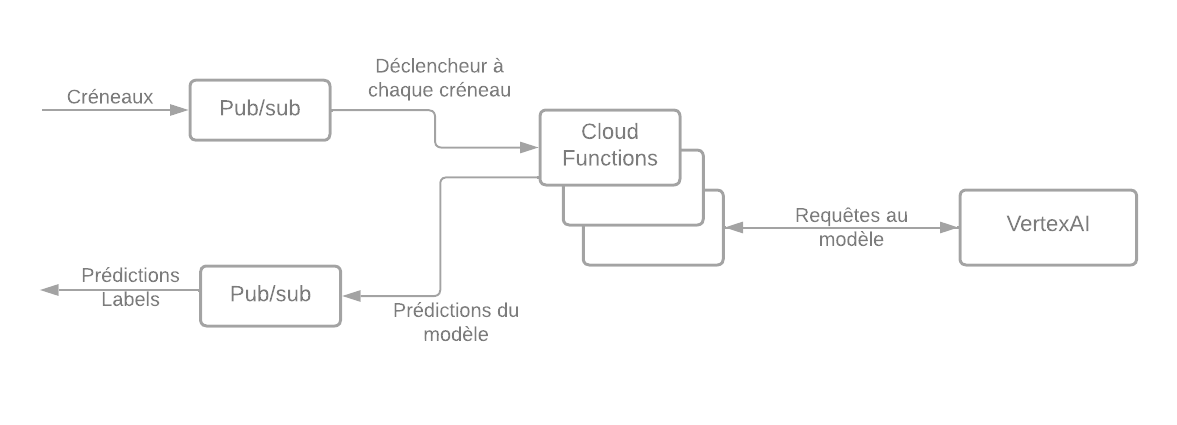 Déclencheur à
chaque créneau
Créneaux
Pub/sub
Cloud
Functions
Requêtes au
modèle
VertexAI
Prédictions
Labels
Pub/sub
Prédictions du
modèle